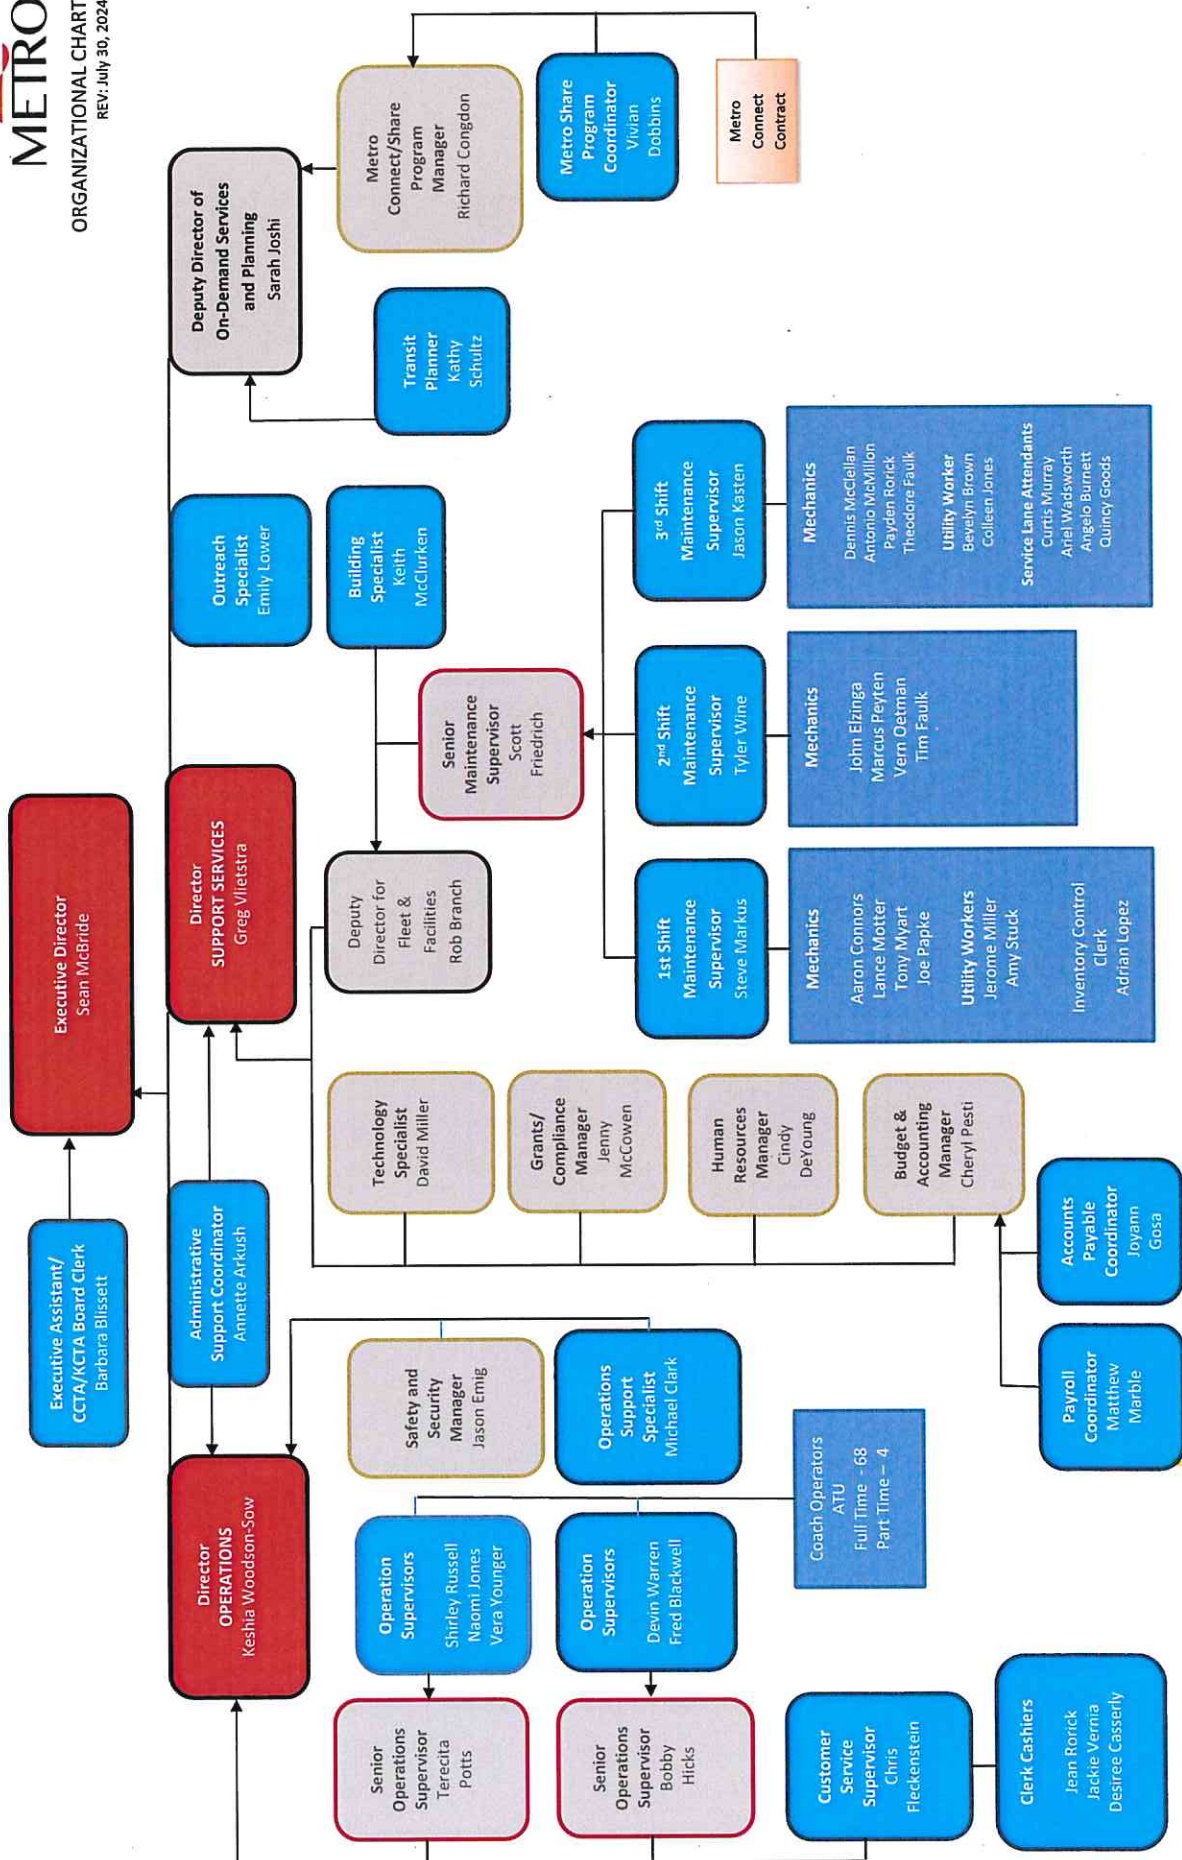 METRO
ORGANIZATIONAL CHART
REV: July 30, 2024
Executive Director
Sean McBride
Executive Assistant/
CCTA/KCTA Board Clerk
Barbara Blissett
Director
OPERATIONS
Keshia Woodson-Sow
Administrative
Support Coordinator
Annette Arkush
Director
SUPPORT SERVICES
Greg Vlietstra
Outreach
Specialist
Emily Lower
Deputy Director of
On-Demand Services
and Planning
Sarah Joshi
Senior
Operations
Supervisor
Terecita
Potts
Operation
Supervisors
Shirley Russell
Naomi Jones
Vera Younger
Safety and
Security
Manager
Jason Emig
Technology
Specialist
David Miller
Deputy
Director for
Fleet &
Facilities
Rob Branch
Building
Specialist
Keith
McClurken
Transit
Planner
Kathy
Schultz
Metro
Connect/Share
Program
Manager
Richard Congdon
Senior
Operations
Supervisor
Bobby
Hicks
Operation
Supervisors
Devin Warren
Fred Blackwell
Operations
Support
Specialist
Michael Clark
Grants/
Compliance
Manager
Jenny
McCowen
Senior
Maintenance
Supervisor
Scott
Friedrich
Metro Share
Program
Coordinator
Vivian
Dobbins
Human
Resources
Manager
Cindy
DeYoung
1st Shift
Maintenance
Supervisor
Steve Markus
2nd Shift
Maintenance
Supervisor
Tyler Wine
3rd Shift
Maintenance
Supervisor
Jason Kasten
Metro
Connect
Contract
Customer
Service
Supervisor
Chris
Fleckenstein
Coach Operators
ATU
Full Time - 68
Part Time – 4
Budget &
Accounting
Manager
Cheryl Pesti
Mechanics
Aaron Connors
Lance Motter
Tony Myart
Joe Papke
Utility Workers
Jerome Miller
Amy Stuck
Inventory Control
Clerk
Adrian Lopez
Mechanics
John Elzinga
Marcus Peyten
Vern Oetman
Tim Faulk
Mechanics
Dennis McClellan
Antonio McMillon
Payden Rorick
Theodore Faulk
Utility Worker
Bevelyn Brown
Colleen Jones
Service Lane Attendants
Curtis Murray
Ariel Wadsworth
Angelo Burnett
Quincy Goods
Clerk Cashiers
Jean Rorick
Jackie Vernia
Desiree Casserly
Payroll
Coordinator
Matthew
Marble
Accounts
Payable
Coordinator
Joyann
Gosa